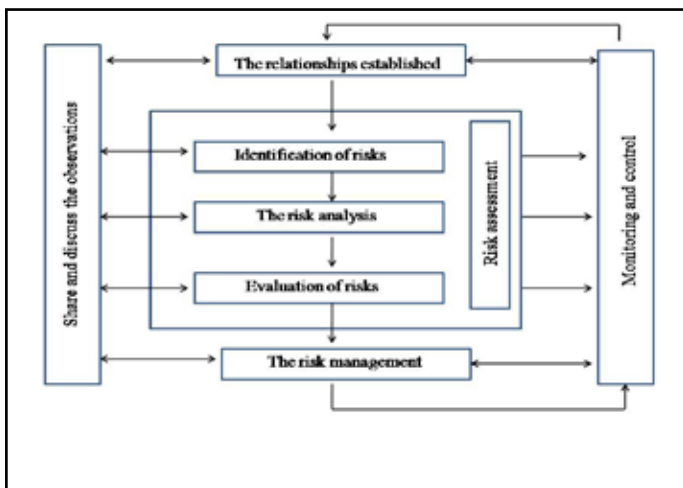 The relationships established
Share and discuss the observations
Identification of risks
The risk analysis
Evaluation of risks
Risk assessment
The risk management
Monitoring and control